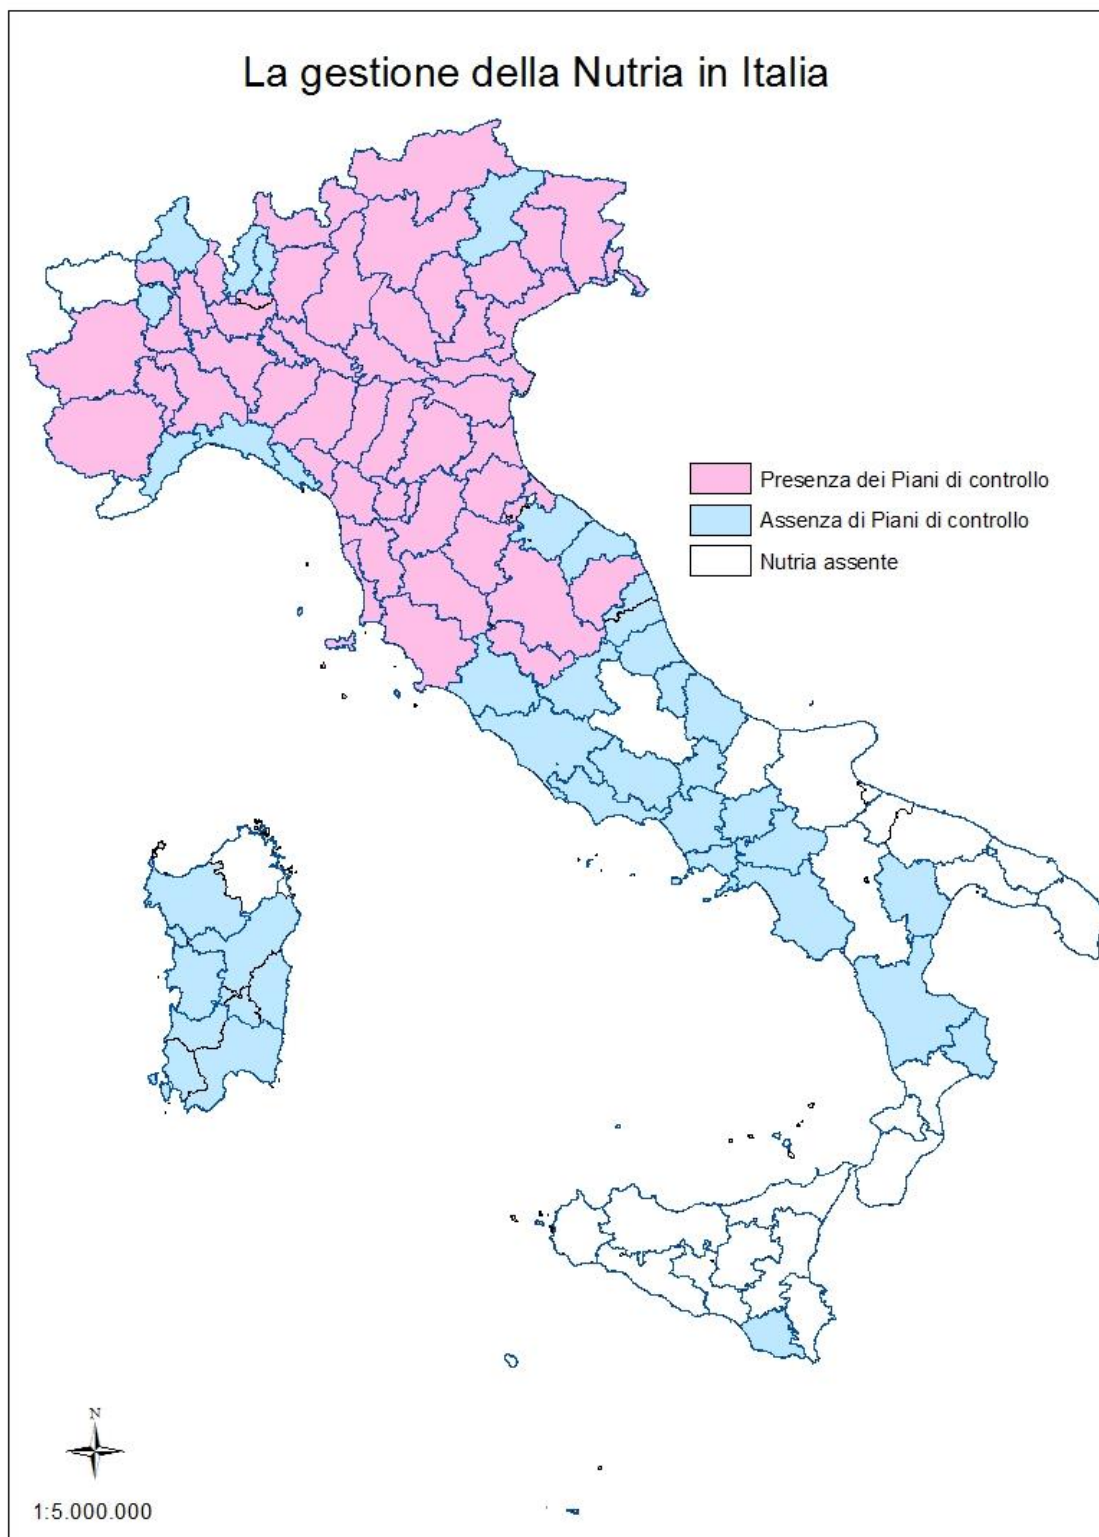 La gestione della Nutria in Italia
Presenza dei Piani di controllo
Assenza di Piani di controllo
Nutria assente
N
1:5.000.000